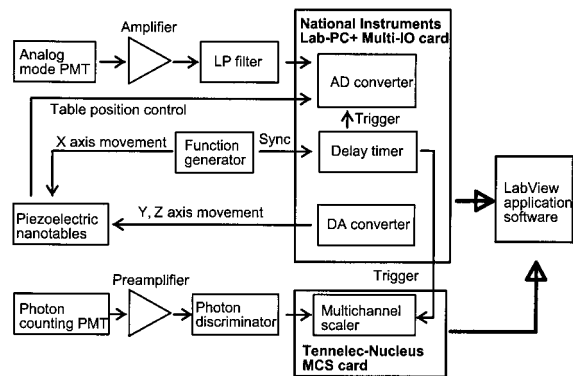 National Instruments
Lab-PC+ Multi-IO card
Amplifier
Analog
mode PMT
LP filter
AD converter
Table position control
Trigger
X axis movement
Function
generator
Sync
Delay timer
LabView
application
software
Piezoelectric
nanotables
Y, Z axis movement
DA converter
Trigger
Preamplifier
Photon
counting PMT
Photon
discriminator
Multichannel
scaler
Tennelec-Nucleus
MCS card